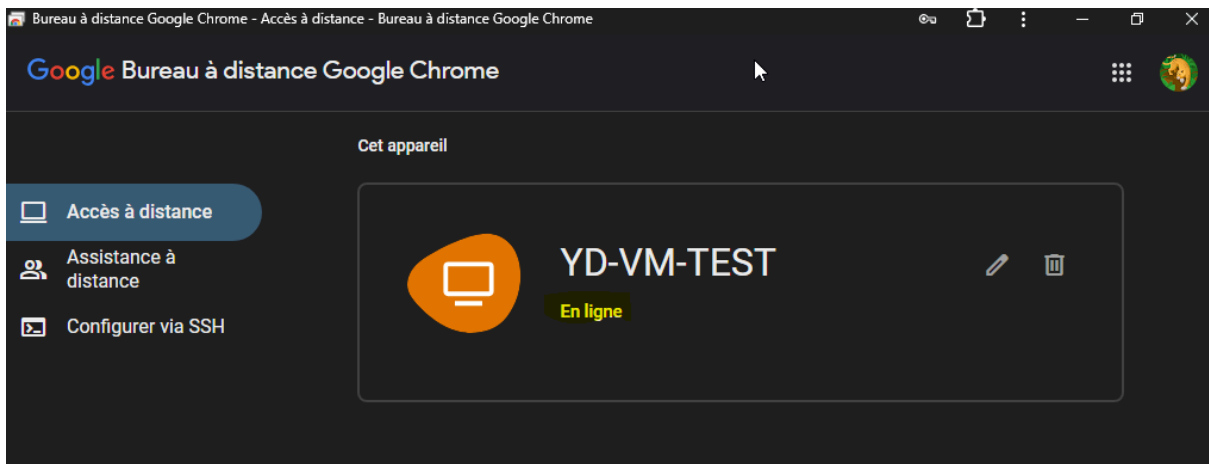 Bureau à distance Google Chrome - Accès à distance - Bureau à distance Google Chrome
Google Bureau à distance Google Chrome
Cet appareil
Accès à distance
Assistance à
distance
Configurer via SSH
YD-VM-TEST
En ligne